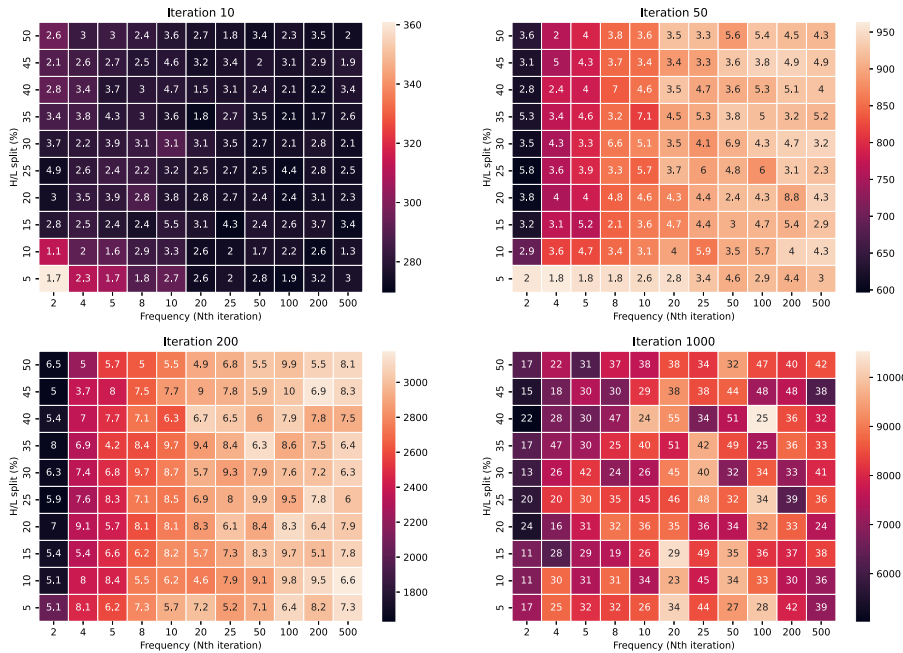 Iteration 10
H/L split (%)
50 2.6 3 3 2.4 3.6 2.7 1.8 3.4 2.3 3.5 2 360
45 2.1 2.6 2.7 2.5 4.6 3.2 3.4 2 3.1 2.9 1.9
40 2.8 3.4 3.7 3 4.7 1.5 3.1 2.4 2.1 2.2 3.4 340
35 3.4 3.8 4.3 3 3.6 1.8 2.7 3.5 2.1 1.7 2.6
30 3.7 2.2 2.1 3.1 3.1 3.1 2.1 2.4 1.8 2.8 2.1 320
25 4.9 2.6 2.4 2.2 3.2 2.5 2.5 2.4 4.4 2.8 2.5
20 3 3.5 3.9 2.8 3.8 2.8 2.5 2.7 2.5 3.1 2.3 300
15 2.8 2.5 2.4 2.4 5.5 3.1 4.3 2.4 2.6 3.7 3.4
10 1.1 2 1.6 2.9 3.3 2.6 2 1.7 2.2 2.6 1.3 280
5 1.7 2.3 1.7 1.8 2.7 2.6 2 2.8 1.9 3.2 3
2 4 5 8 10 20 25 50 100 200 500
Frequency (Nth iteration)
Iteration 50
H/L split (%)
50 3.6 2 4 3.8 3.6 3.5 3.3 5.6 5.4 4.5 4.3 950
45 3.1 5 4.3 3.7 3.6 3.4 3.3 3.6 3.8 4.9 4.9 900
40 2.8 2.4 4 7 3.4 3.5 4.7 3.6 5.3 5.1 4 850
35 3.4 4.4 5.1 4.4 7.1 3.2 5.1 3.8 5 3.2 5.2 800
30 3.5 4.3 3.3 6.6 5.1 3.5 4.1 6.9 4.3 4.7 3.2
25 5.8 3.6 3.9 3.3 5.7 3.7 6 4.8 6 3.1 2.3 750
20 3.8 4 4 4.8 4.6 4.3 4.4 2.4 4.3 8.8 4.3 700
15 3.2 3.1 5.2 2.1 3.6 4.7 4.4 3 4.7 5.4 2.9
10 2.9 3.6 4.7 3.4 3.1 4 5.9 3.5 5.7 4 4.3 650
5 2 1.8 1.8 1.8 2.6 2.8 3.4 4.6 2.9 4.4 3 600
2 4 5 8 10 20 25 50 100 200 500
Frequency (Nth iteration)
Iteration 200
H/L split (%)
50 6.5 5 5.7 5 5.5 4.9 6.8 5.5 9.9 5.5 8.1 3000
45 5 3.7 8 7.5 7.7 9 7.8 8.9 10 6.9 8.3 2800
40 5.4 7 7.7 7.1 6.3 6.7 6.5 6 7.9 7.8 7.5
35 8 6.9 4.2 8.4 7.4 9.4 8.4 6.3 8.6 7.5 6.4 2600
30 6.3 7.4 6.8 9.7 8.7 5.7 9.3 7.9 7.6 7.2 6.3 2400
25 5.9 7.6 8.3 7.1 8.5 6.9 8 9.9 9.5 7.8 6
20 7 9.1 5.7 8.1 8.1 8.3 6.1 8.4 8.3 6.4 7.9 2200
15 5.4 5.4 6.6 6.2 8.2 5.7 7.3 8.3 9.7 5.1 7.8 2000
10 5.1 8 8.4 5.5 6.2 4.6 7.9 9.1 5.8 9.5 6.6
5 5.1 8.1 6.2 7.3 5.7 7.2 5.2 7.1 6.4 8.2 7.3 1800
2 4 5 8 10 20 25 50 100 200 500
Frequency (Nth iteration)
Iteration 1000
H/L split (%)
50 17 22 31 37 38 38 34 32 47 40 42 10000
45 15 18 30 30 29 38 38 44 48 48 38
40 22 28 30 47 24 55 34 51 25 36 32 9000
35 17 47 30 25 40 51 42 49 25 36 33
30 13 26 42 24 26 45 40 32 34 33 41 8000
25 20 20 30 35 45 46 48 32 34 39 36
20 24 16 31 32 36 35 36 34 32 33 24 7000
15 11 28 29 19 26 29 49 35 36 37 38
10 11 30 31 31 34 23 45 34 33 30 36 6000
5 17 25 32 32 26 34 44 27 28 42 39
2 4 5 8 10 20 25 50 100 200 500
Frequency (Nth iteration)